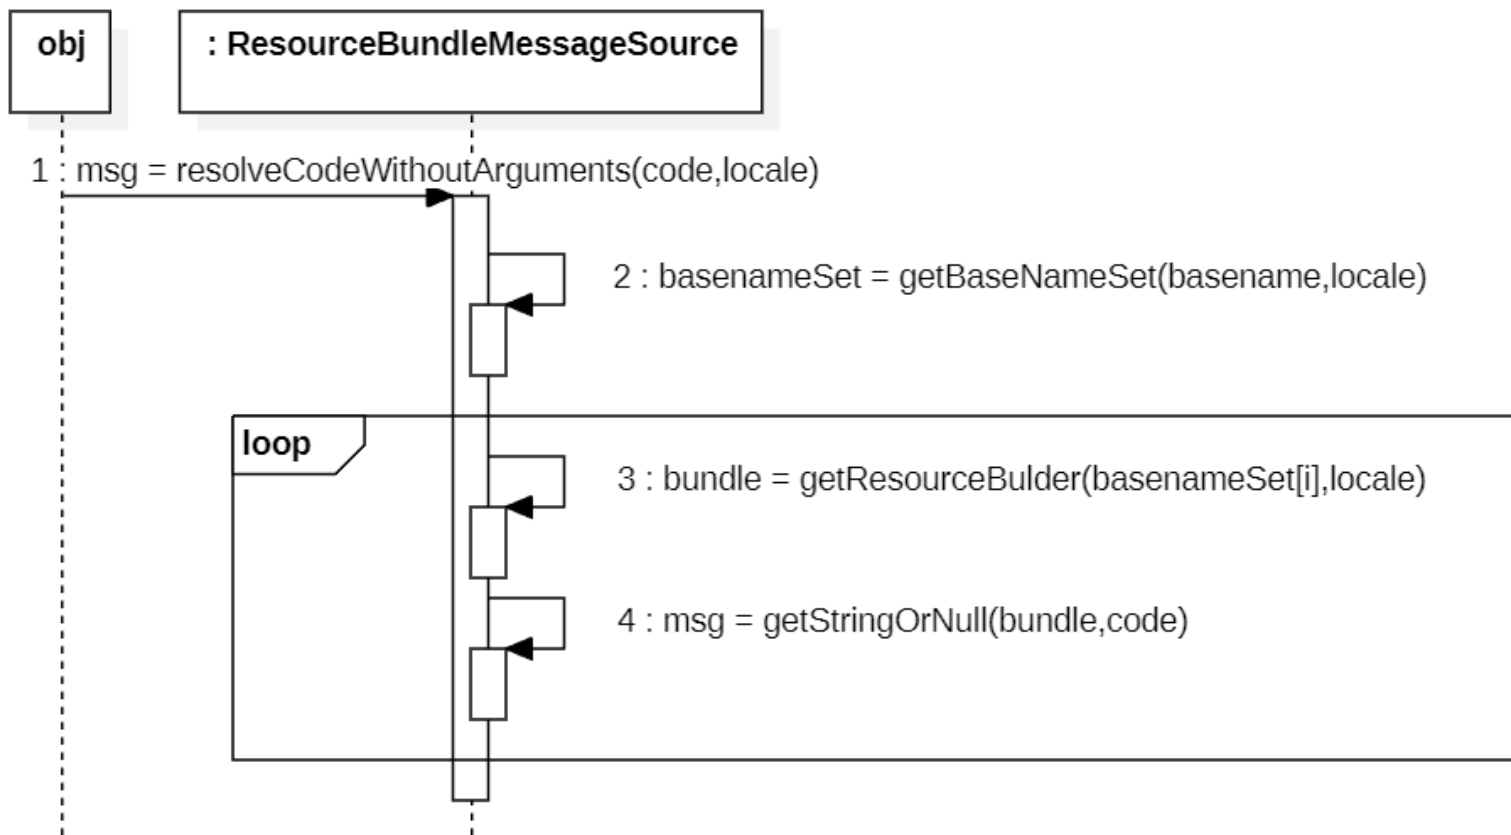 obj
: ResourceBundleMessageSource
1 : msg = resolveCodeWithoutArguments(code,locale)
2 : basenameSet = getBaseNameSet(basename,locale)
loop
3 : bundle = getResourceBulder(basenameSet[i],locale)
4 : msg = getStringOrNull(bundle,code)